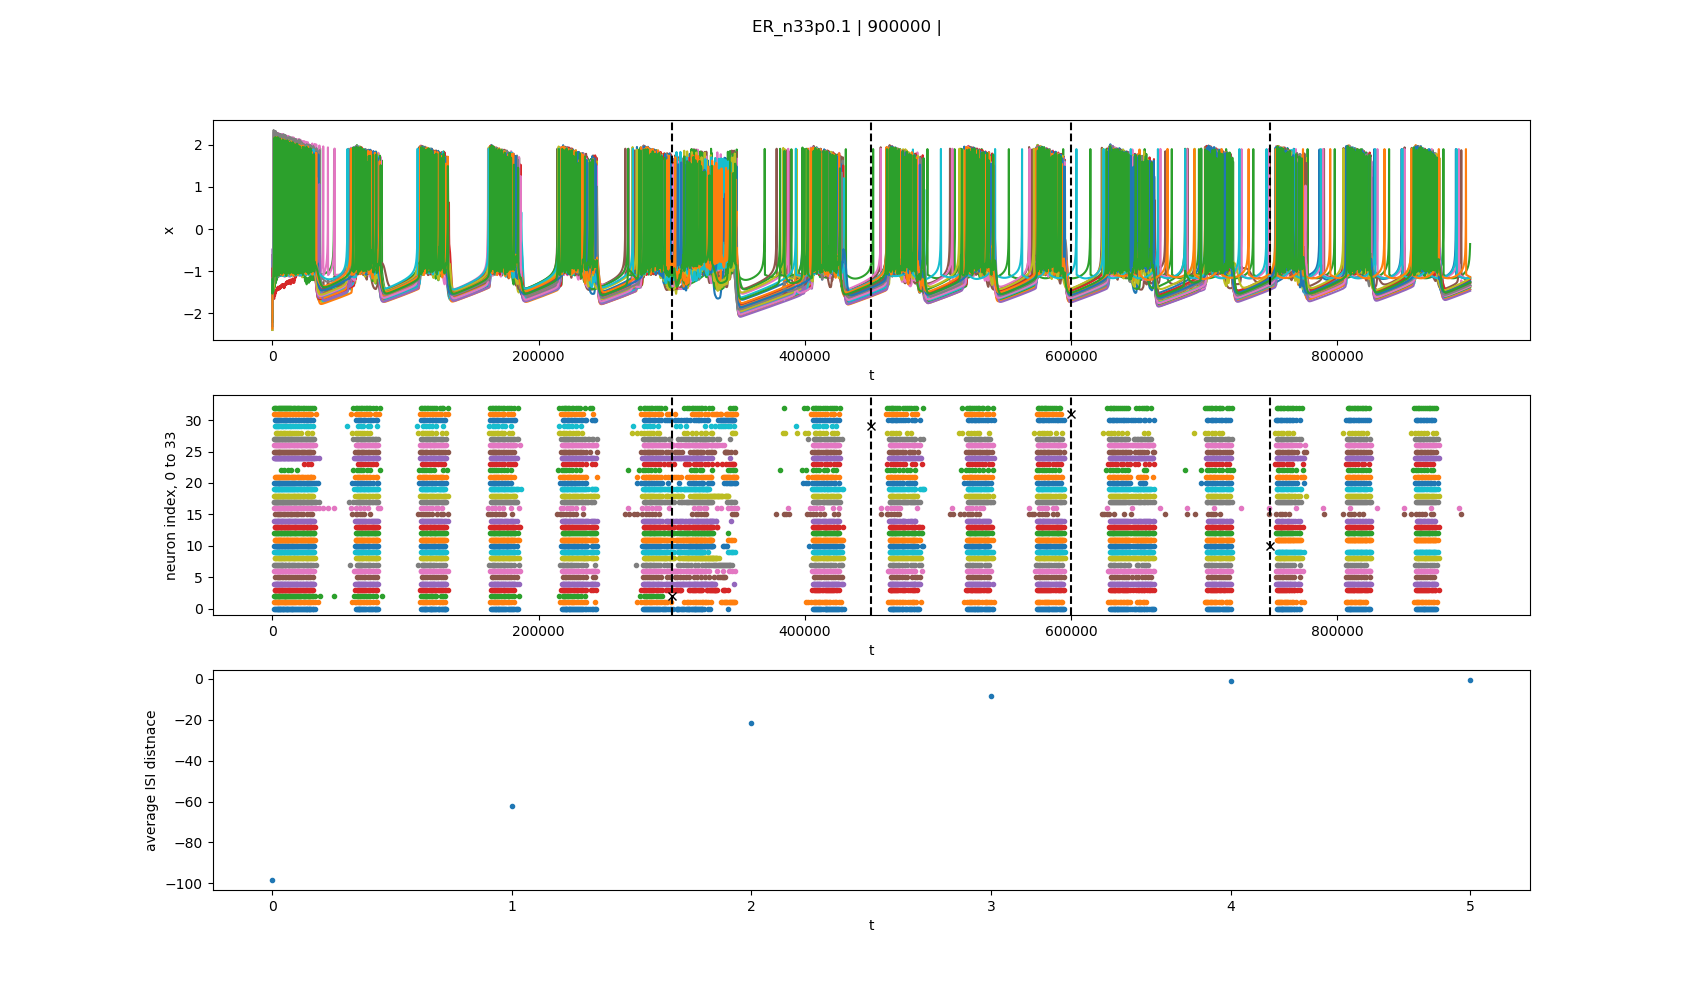 ER_n33p0.1 | 900000 |
2
1
0
−1
−2
x
0 200000 400000 600000 800000
t
30
25
20
15
10
5
0
neuron index, 0 to 33
0 200000 400000 600000 800000
t
0
−20
−40
−60
−80
−100
average ISI distnace
0 1 2 3 4 5
t